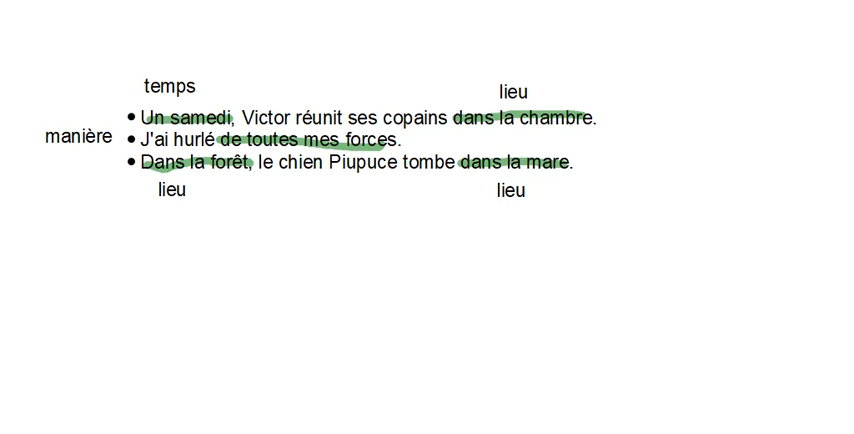 temps
lieu
• Un samedi, Victor réunit ses copains dans la chambre.
manière
• J'ai hurlé de toutes mes forces.
• Dans la forêt, le chien Piupuce tombe dans la mare.
lieu
lieu